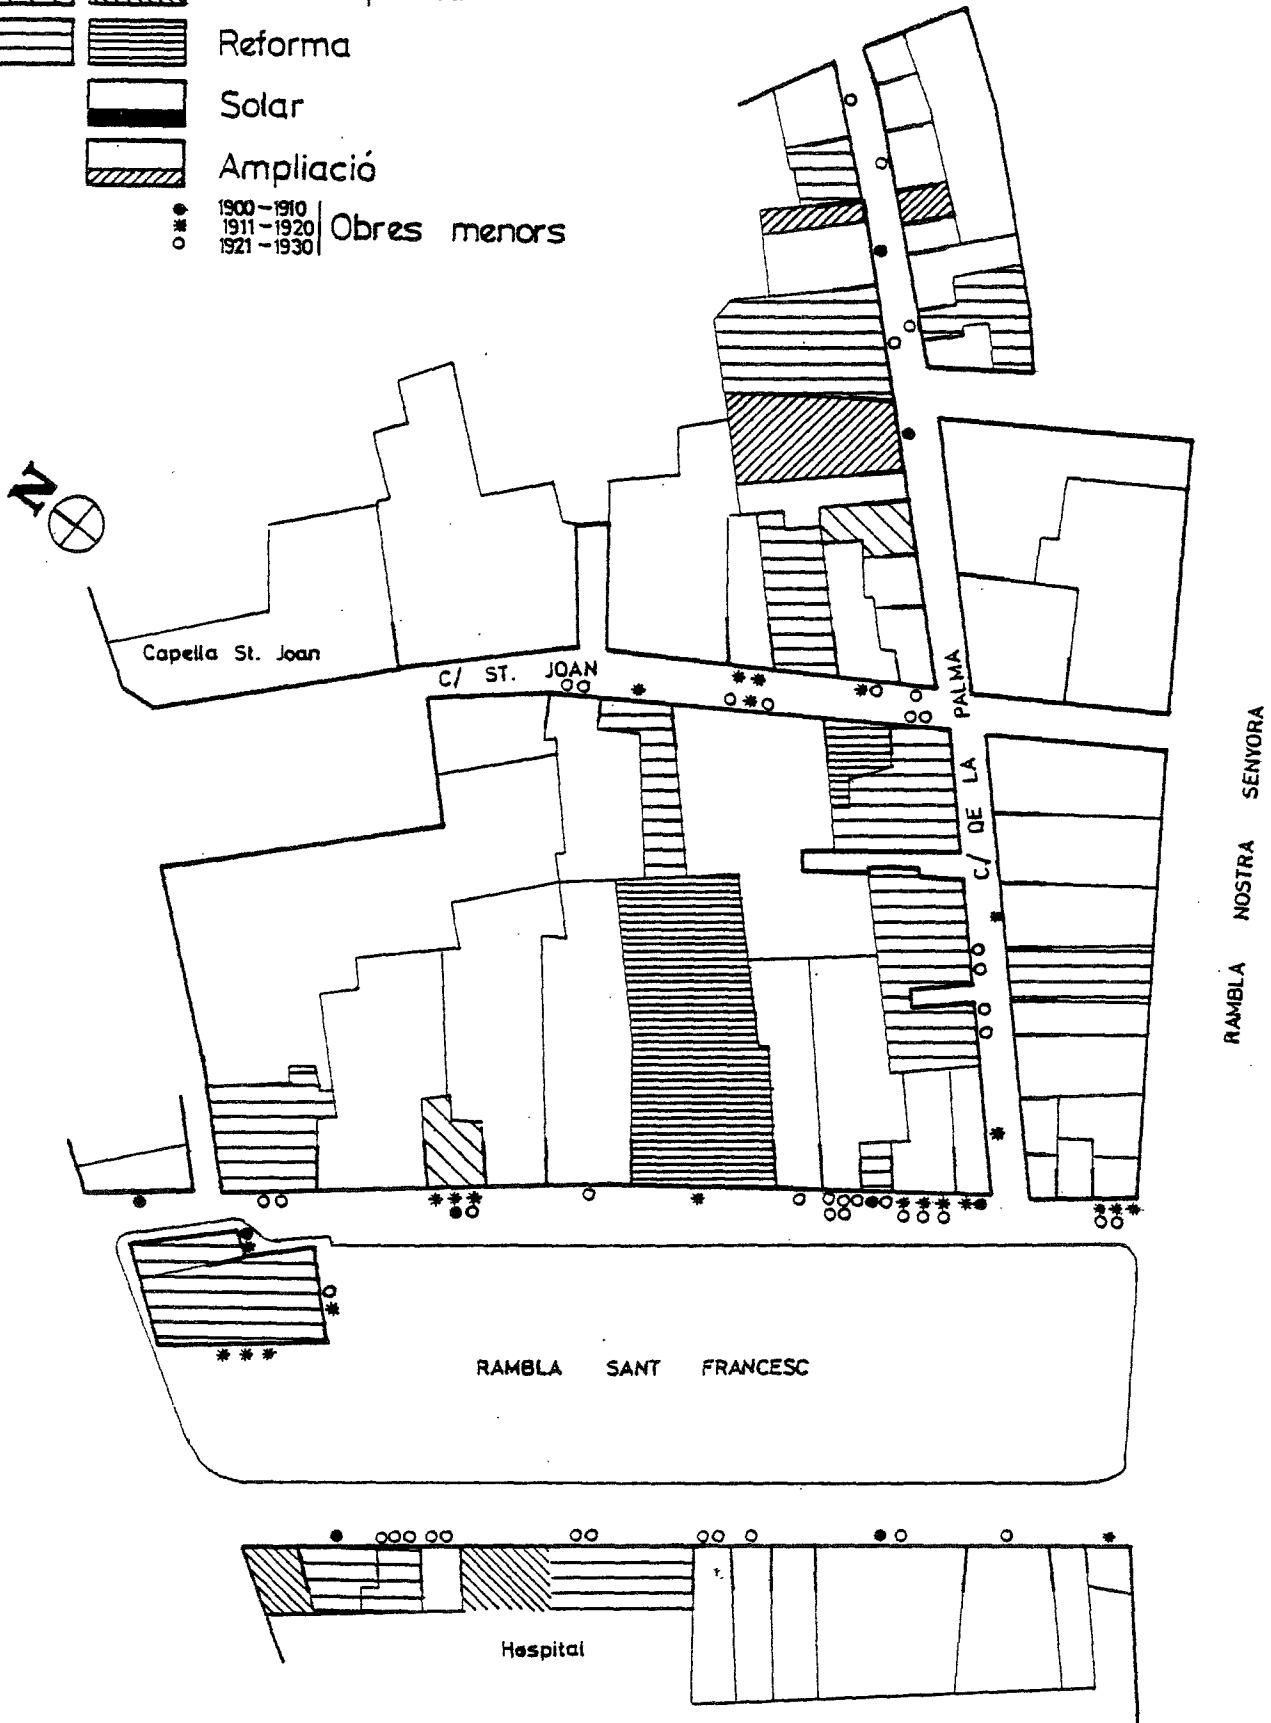 Reforma
Solar
Ampliació
1900-1910
1911-1920
1921-1930
Obres menors
N
Capella St. Joan
C/ ST. JOAN
C/ DE LA PALMA
RAMBLA NOSTRA SENYORA
RAMBLA SANT FRANCESC
Hospital